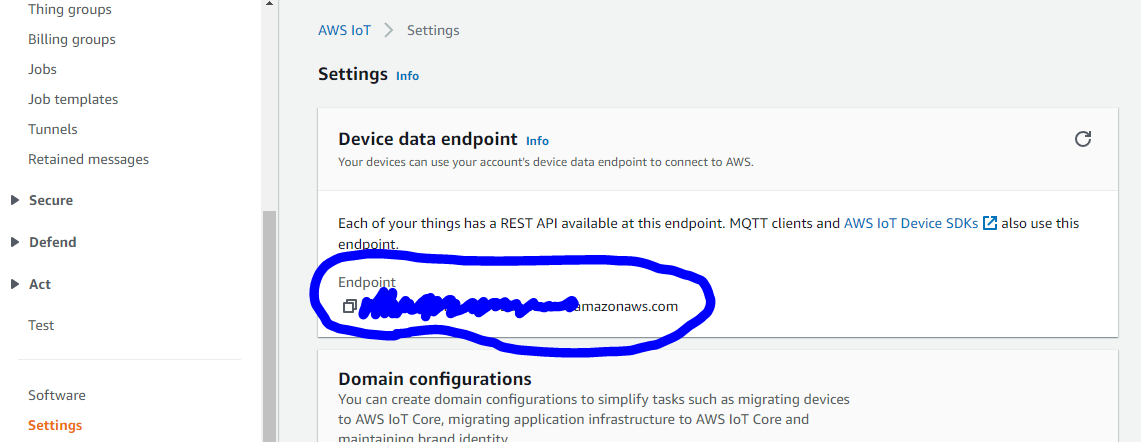 Thing groups
Billing groups
Jobs
Job templates
Tunnels
Retained messages
Secure
Defend
Act
Test
Software
Settings
AWS IoT Settings
Settings Info
Device data endpoint Info
Your devices can use your account's device data endpoint to connect to AWS.
Each of your things has a REST API available at this endpoint. MQTT clients and AWS IoT Device SDKs also use this
endpoint.
Endpoint
amazonaws.com
Domain configurations
You can create domain configurations to simplify tasks such as migrating devices
to AWS IoT Core, migrating application infrastructure to AWS IoT Core and
maintaining brand identity.